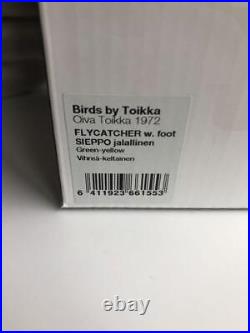 Birds by Toikka
Oiva Toikka 1972
FLYCATCHER w. foot
SIEPPO jalallinen
Green-yellow
Vihreä-keltainen
6 411923 661553